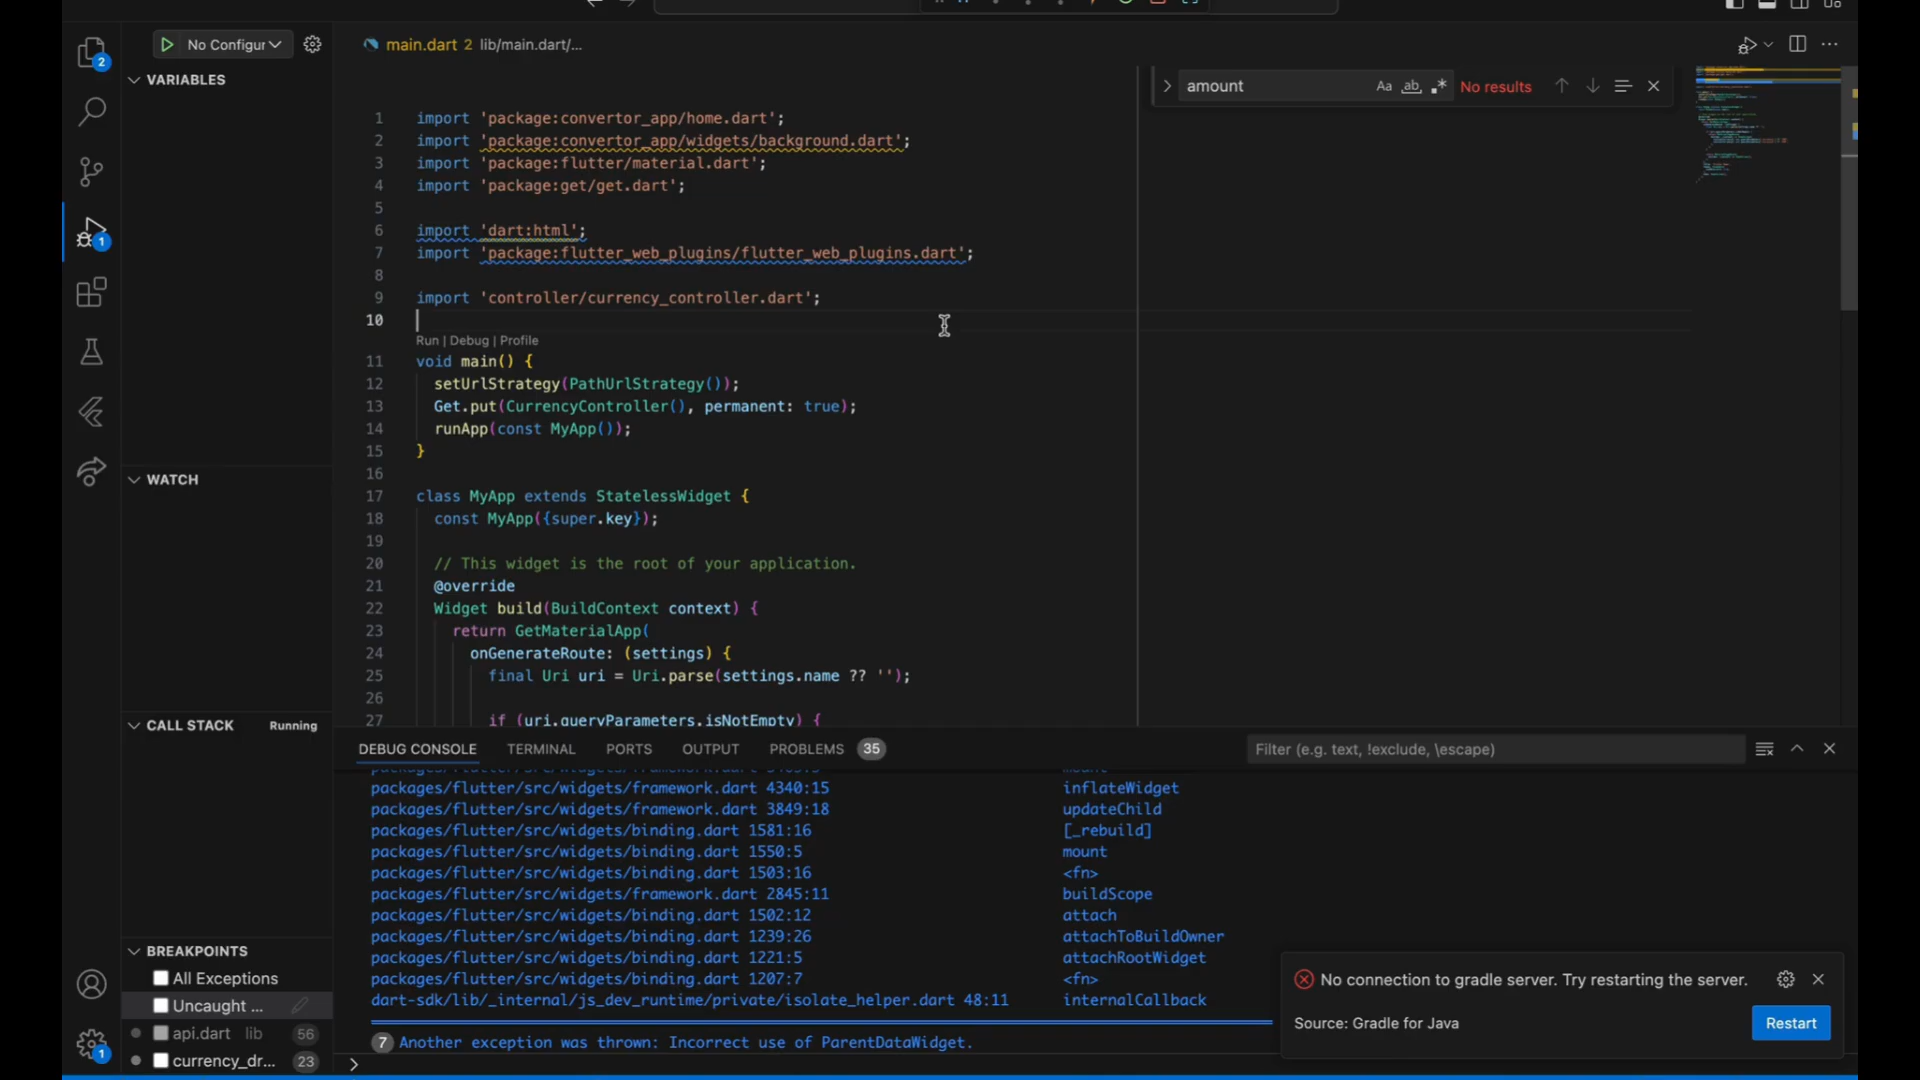 No Configur
main.dart 2 lib/main.dart/...
2
VARIABLES
amount
Aa
ab
No results
1 import 'package:convertor_app/home.dart';
2 import 'package:convertor_app/widgets/background.dart';
3 import 'package:flutter/material.dart';
4 import 'package:get/get.dart';
5
6 import 'dart:html';
7 import 'package:flutter_web_plugins/flutter_web_plugins.dart';
8
9 import 'controller/currency_controller.dart';
10
Run | Debug | Profile
11 void main() {
12 setUrlStrategy(PathUrlStrategy());
13 Get.put(CurrencyController(), permanent: true);
14 runApp(const MyApp());
15 }
16
17 class MyApp extends StatelessWidget {
18 const MyApp({super.key});
19
20 // This widget is the root of your application.
21 @override
22 Widget build(BuildContext context) {
23 return GetMaterialApp(
24 onGenerateRoute: (settings) {
25 final Uri uri = Uri.parse(settings.name ?? '');
26
27 if (uri.queryParameters.isNotEmpty) {
1
WATCH
CALL STACK Running
DEBUG CONSOLE TERMINAL PORTS OUTPUT PROBLEMS 35
Filter (e.g. text, !exclude, \escape)
mount
packages/flutter/src/widgets/framework.dart 4340:15 inflateWidget
packages/flutter/src/widgets/framework.dart 3849:18 updateChild
packages/flutter/src/widgets/binding.dart 1581:16 [_rebuild]
packages/flutter/src/widgets/binding.dart 1550:5 mount
packages/flutter/src/widgets/binding.dart 1503:16 <fn>
packages/flutter/src/widgets/framework.dart 2845:11 buildScope
packages/flutter/src/widgets/binding.dart 1502:12 attach
packages/flutter/src/widgets/binding.dart 1239:26 attachToBuildOwner
packages/flutter/src/widgets/binding.dart 1221:5 attachRootWidget
packages/flutter/src/widgets/binding.dart 1207:7 <fn>
dart-sdk/lib/_internal/js_dev_runtime/private/isolate_helper.dart 48:11 internalCallback
7 Another exception was thrown: Incorrect use of ParentDataWidget.
BREAKPOINTS
All Exceptions
Uncaught ...
api.dart lib 56
currency_dr... 23
1
No connection to gradle server. Try restarting the server.
Source: Gradle for Java
Restart